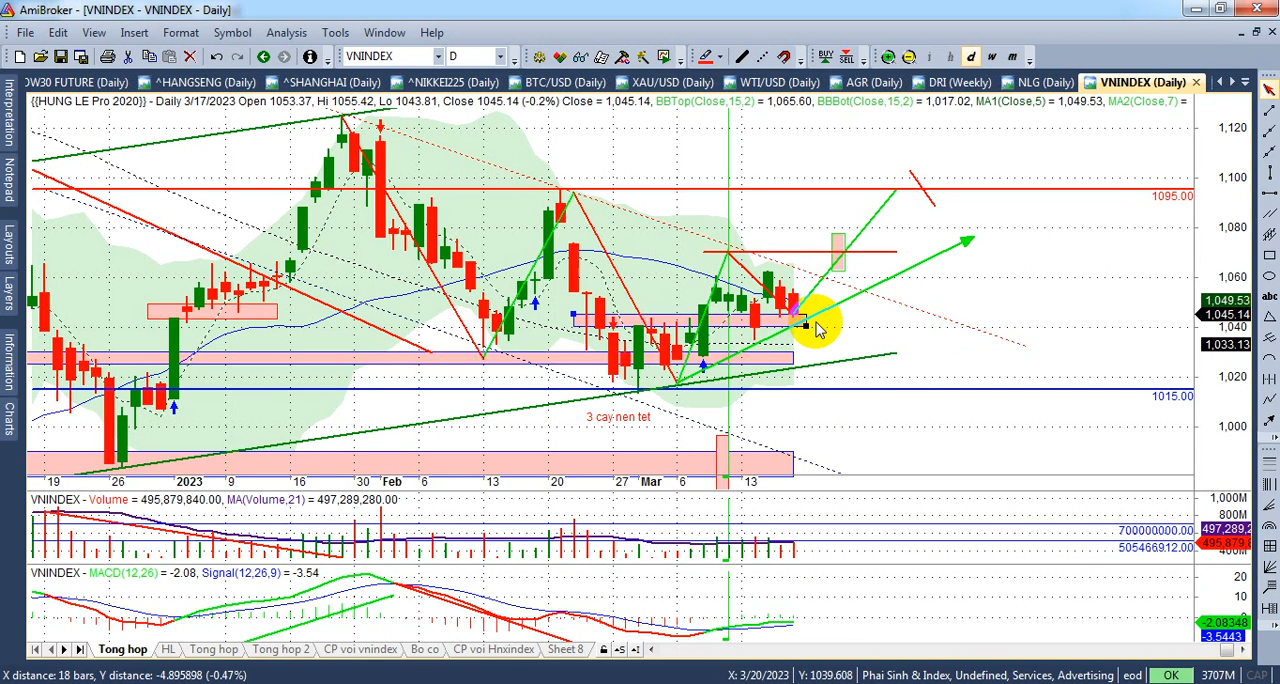 AmiBroker - [VNINDEX - VNINDEX - Daily]
File Edit View Insert Format Symbol Analysis Tools Window Help
VNINDEX D BUY SELL i h d w m
OW30 FUTURE (Daily) ^HANGSENG (Daily) ^SHANGHAI (Daily) ^NIKKEI225 (Daily) BTC/USD (Daily) XAU/USD (Daily) WTI/USD (Daily) AGR (Daily) DRI (Weekly) NLG (Daily) VNINDEX (Daily)
{{HUNG LE Pro 2020}} - Daily 3/17/2023 Open 1053.37, Hi 1055.42, Lo 1043.81, Close 1045.14 (-0.2%) Close = 1,045.14, BBTop(Close,15,2) = 1,065.60, BBBot(Close,15,2) = 1,017.02, MA1(Close,5) = 1,049.53, MA2(Close,7) =
Interpretation
Notepad
Layouts
Layers
Information
Charts
abc
1,120
1,100
1095.00
1,080
1,060
1,049.53
1,045.14
1,040
1,033.13
1,020
1015.00
1,000
3 cay nen tet
19 26 2023 9 16 30 Feb 6 13 20 27 Mar 6 13
VNINDEX - Volume = 495,879,840.00, MA(Volume,21) = 497,289,280.00
1,000M
800M
700000000.00
497,289,2
505466912.00
495,879,8
400M
VNINDEX - MACD(12,26) = -2.08, Signal(12,26,9) = -3.54
20
10
0
-2.08348
-3.5443
Tong hop HL Tong hop Tong hop 2 CP voi vnindex Bo co CP voi Hnxindex Sheet 8
X distance: 18 bars, Y distance: -4.895898 (-0.47%) X: 3/20/2023 Y: 1039.608 Phai Sinh & Index, Undefined, Services, Advertising eod OK 3707M CAP